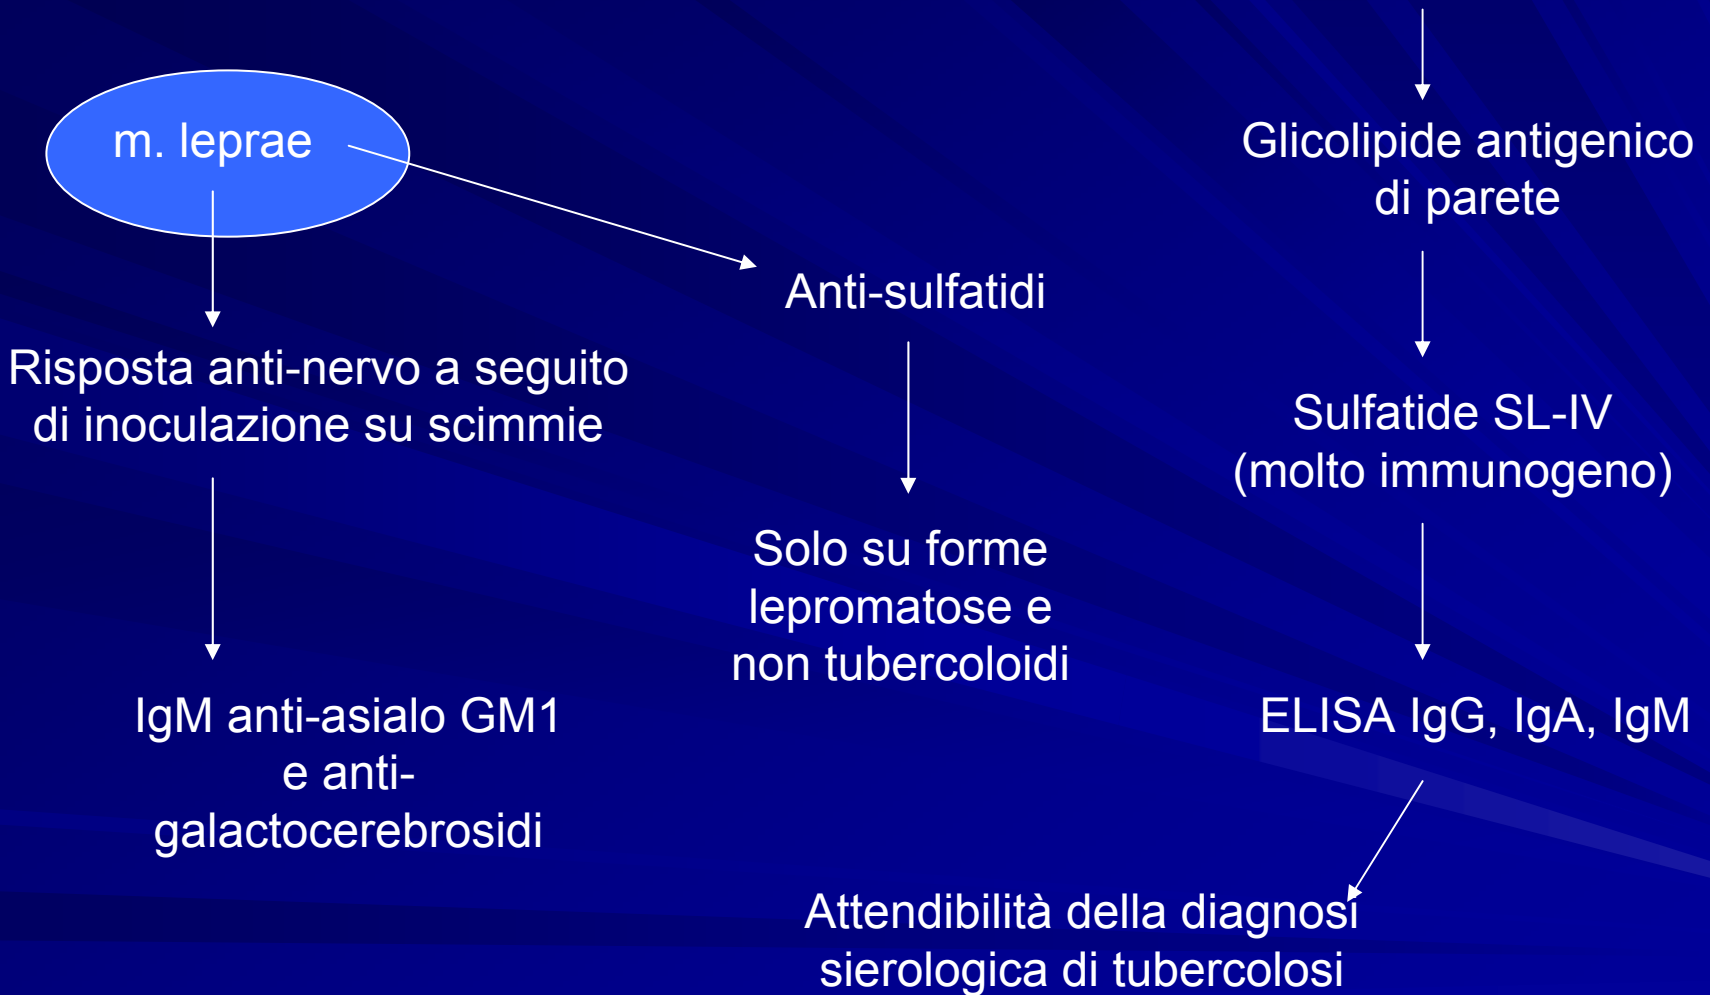 m. leprae
Risposta anti-nervo a seguito
di inoculazione su scimmie
IgM anti-asialo GM1
e anti-
galactocerebrosidi
Anti-sulfatidi
Solo su forme
lepromatose e
non tubercoloidi
Glicolipide antigenico
di parete
Sulfatide SL-IV
(molto immunogeno)
ELISA IgG, IgA, IgM
Attendibilità della diagnosi
sierologica di tubercolosi